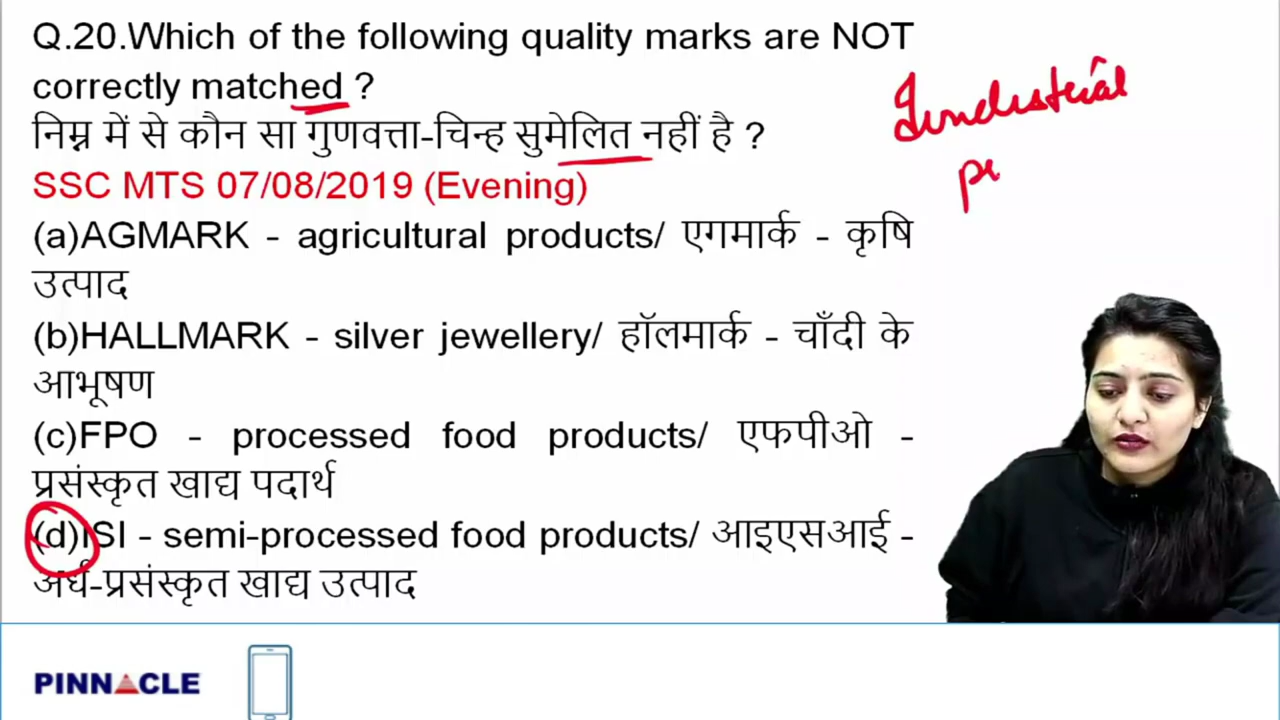 Q.20.Which of the following quality marks are NOT
correctly matched ?
निम्न में से कौन सा गुणवत्ता-चिन्ह सुमेलित नहीं है ?
SSC MTS 07/08/2019 (Evening)
(a)AGMARK - agricultural products/ एगमार्क - कृषि
उत्पाद
(b)HALLMARK - silver jewellery/ हॉलमार्क - चाँदी के
आभूषण
(c)FPO - processed food products/ एफपीओ -
प्रसंस्कृत खाद्य पदार्थ
(d)ISI - semi-processed food products/ आइएसआई -
अर्ध-प्रसंस्कृत खाद्य उत्पाद
Industrial
pr
PINNACLE